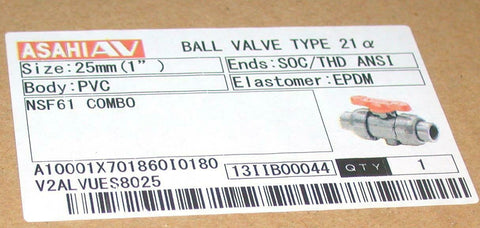 ASAHI AV BALL VALVE TYPE 21α
Size:25mm(1") Ends:SOC/THD ANSI
Body:PVC Elastomer:EPDM
NSF61 COMBO
A10001X701860I0180
V2ALVUES8025
13IIB00044 QTY 1